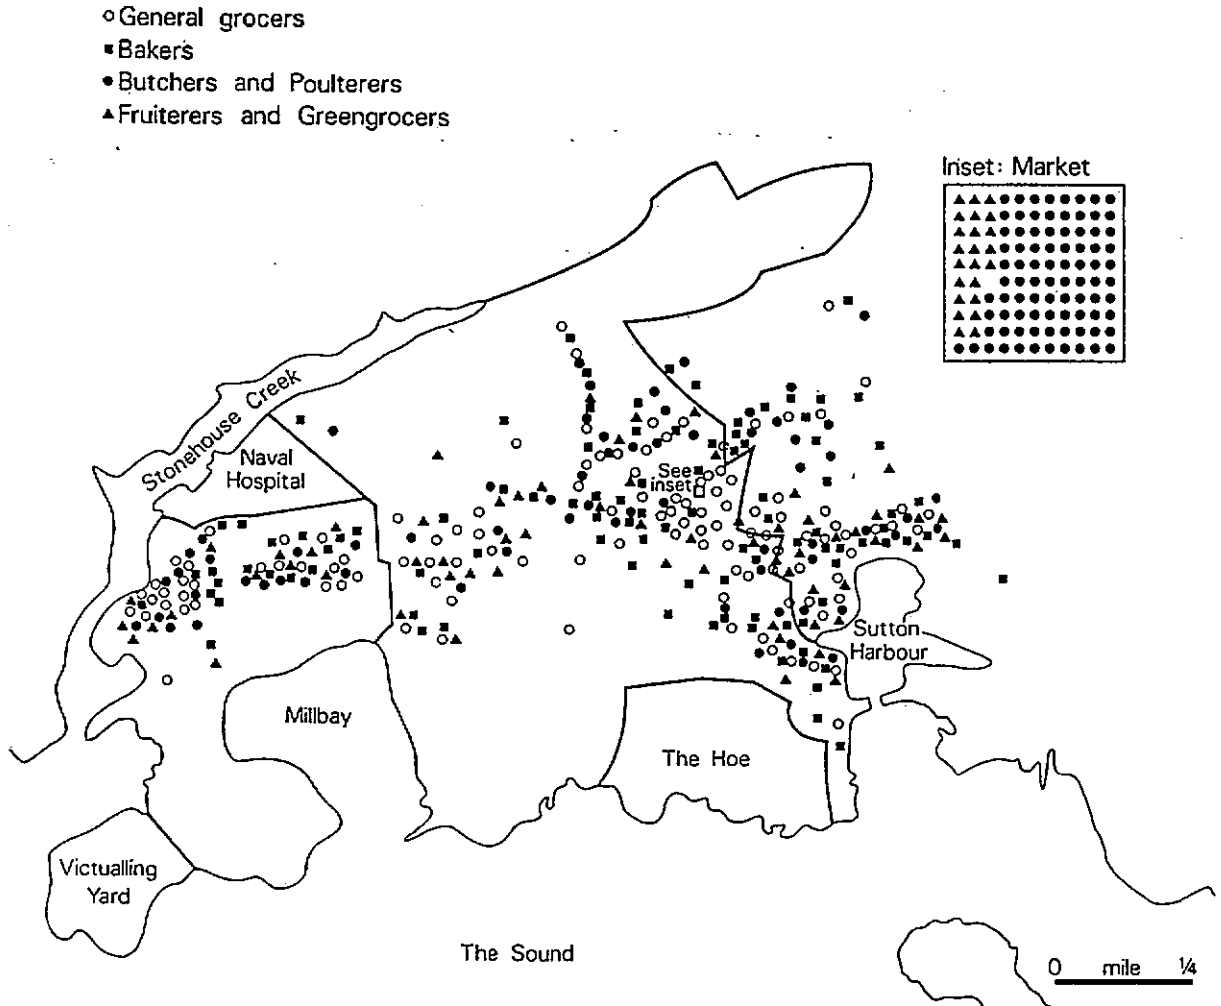 General grocers
Bakers
Butchers and Poulterers
Fruiterers and Greengrocers
Inset: Market
Stonehouse Creek
Naval
Hospital
See
inset
Sutton
Harbour
Millbay
The Hoe
Victualling
Yard
The Sound
0 mile ¼